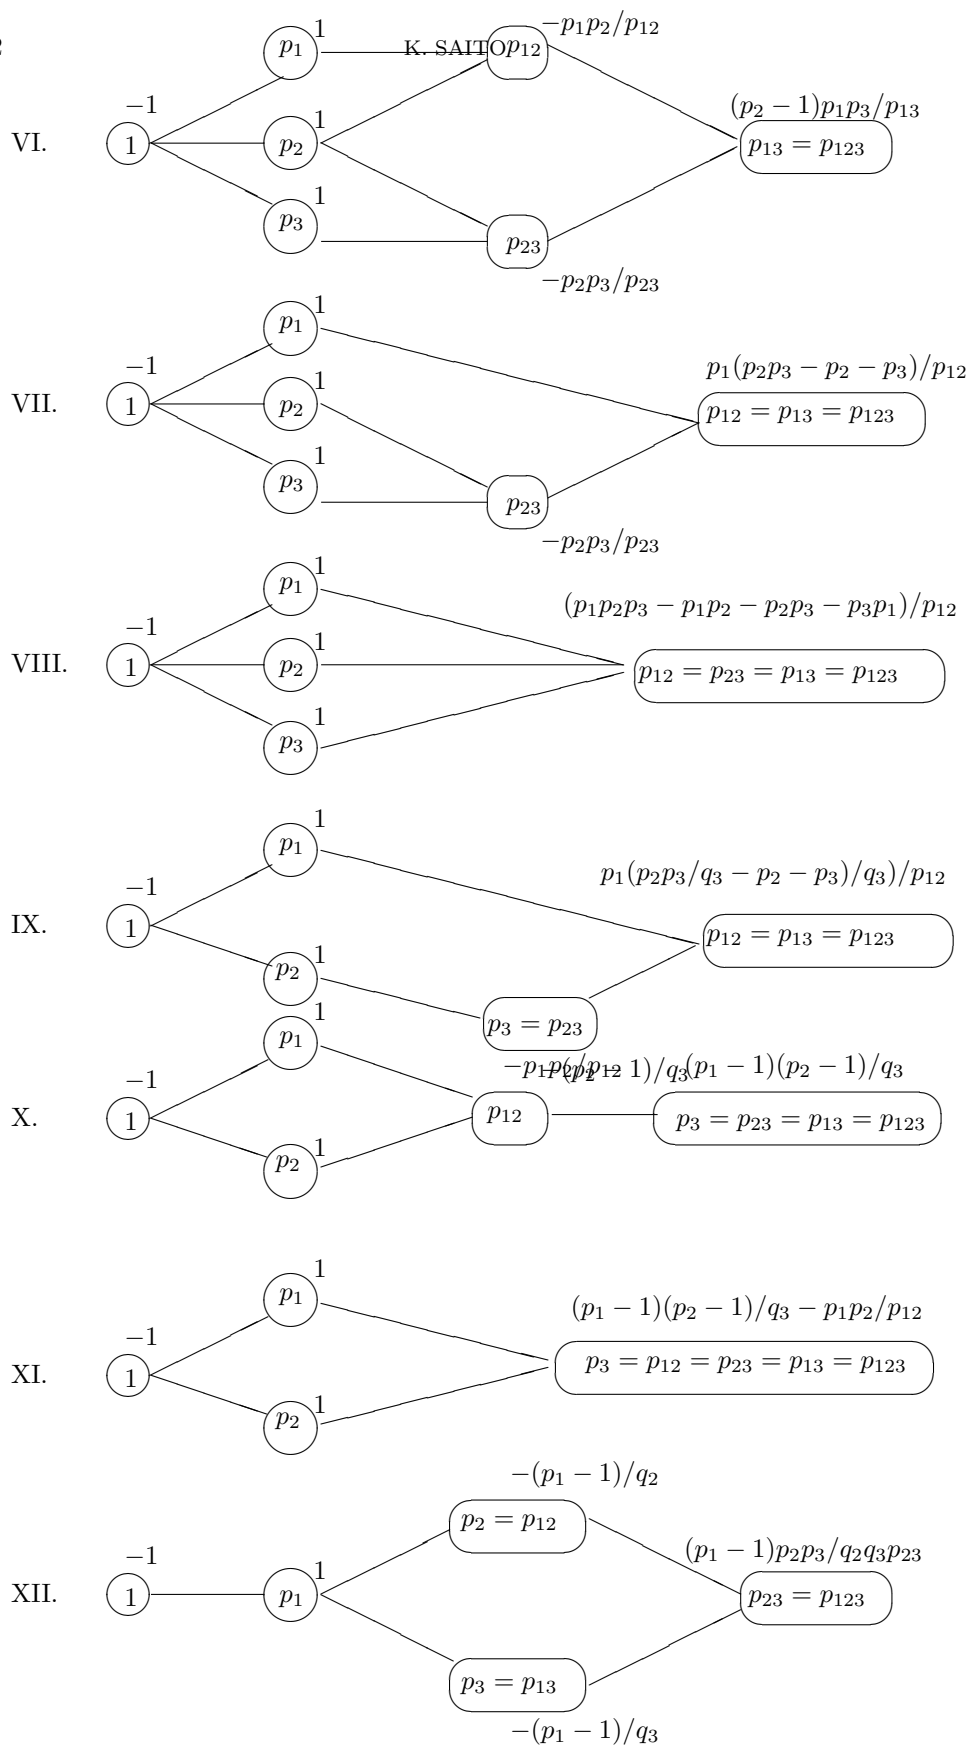 2
K. SAITO
VI.
-1
1
1
p₁
1
p₂
1
p₃
-p₁p₂/p₁₂
p₁₂
p₂₃
-p₂p₃/p₂₃
(p₂ - 1)p₁p₃/p₁₃
p₁₃ = p₁₂₃
VII.
-1
1
1
p₁
1
p₂
1
p₃
p₂₃
-p₂p₃/p₂₃
p₁(p₂p₃ - p₂ - p₃)/p₁₂
p₁₂ = p₁₃ = p₁₂₃
VIII.
-1
1
1
p₁
1
p₂
1
p₃
(p₁p₂p₃ - p₁p₂ - p₂p₃ - p₃p₁)/p₁₂
p₁₂ = p₂₃ = p₁₃ = p₁₂₃
IX.
-1
1
1
p₁
1
p₂
p₃ = p₂₃
-(p₂ - 1)/q₃
p₁(p₂p₃/q₃ - p₂ - p₃)/q₃)/p₁₂
p₁₂ = p₁₃ = p₁₂₃
X.
-1
1
1
p₁
1
p₂
-p₁p₂/p₁₂
p₁₂
(p₁ - 1)(p₂ - 1)/q₃
p₃ = p₂₃ = p₁₃ = p₁₂₃
XI.
-1
1
1
p₁
1
p₂
(p₁ - 1)(p₂ - 1)/q₃ - p₁p₂/p₁₂
p₃ = p₁₂ = p₂₃ = p₁₃ = p₁₂₃
XII.
-1
1
1
p₁
-(p₁ - 1)/q₂
p₂ = p₁₂
p₃ = p₁₃
-(p₁ - 1)/q₃
(p₁ - 1)p₂p₃/q₂q₃p₂₃
p₂₃ = p₁₂₃